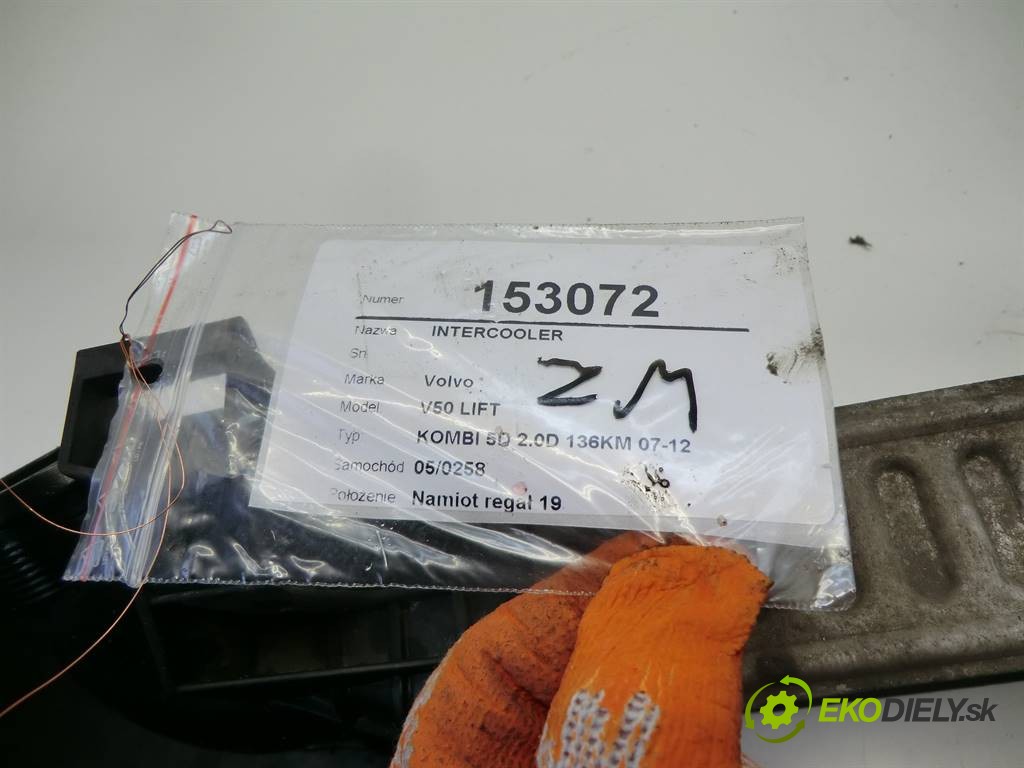 Numer 153072
Nazwa INTERCOOLER
Sn
Marka Volvo
Model V50 LIFT
Typ KOMBI 5D 2.0D 136KM 07-12
Samochód 05/0258
Położenie Namiot regał 19
ZM
EKODIELY.sk